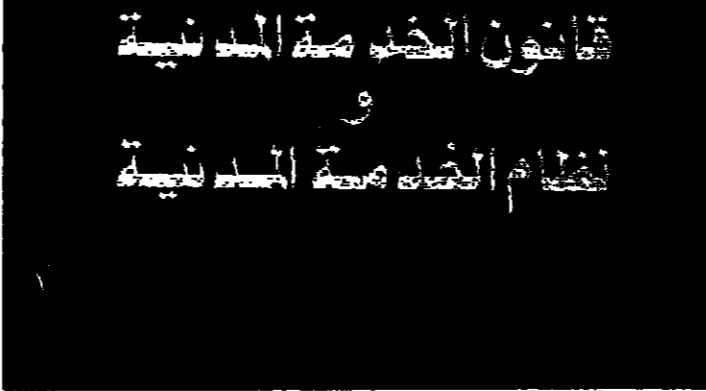 قانون الخدمة المدنية
و
نظام الخدمة المدنية